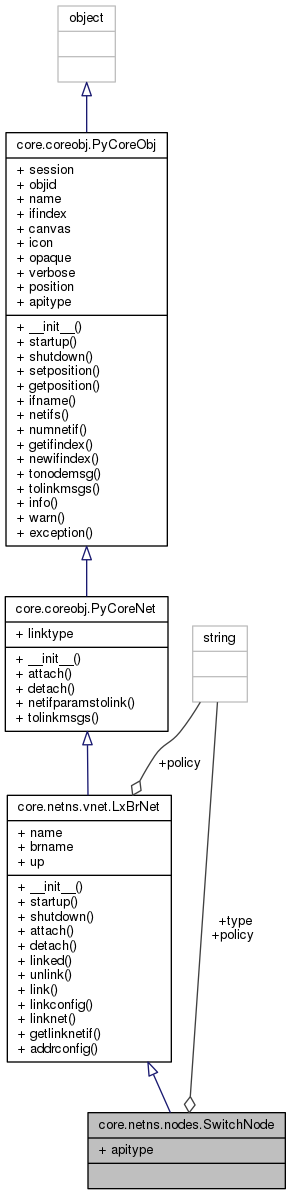 object
core.coreobj.PyCoreObj
+ session
+ objid
+ name
+ ifindex
+ canvas
+ icon
+ opaque
+ verbose
+ position
+ apitype
+ __init__()
+ startup()
+ shutdown()
+ setposition()
+ getposition()
+ ifname()
+ netifs()
+ numnetif()
+ getifindex()
+ newifindex()
+ tonodemsg()
+ tolinkmsgs()
+ info()
+ warn()
+ exception()
core.coreobj.PyCoreNet
+ linktype
+ __init__()
+ attach()
+ detach()
+ netifparamstolink()
+ tolinkmsgs()
string
+policy
core.netns.vnet.LxBrNet
+ name
+ brname
+ up
+ __init__()
+ startup()
+ shutdown()
+ attach()
+ detach()
+ linked()
+ unlink()
+ link()
+ linkconfig()
+ linknet()
+ getlinknetif()
+ addrconfig()
+type
+policy
core.netns.nodes.SwitchNode
+ apitype